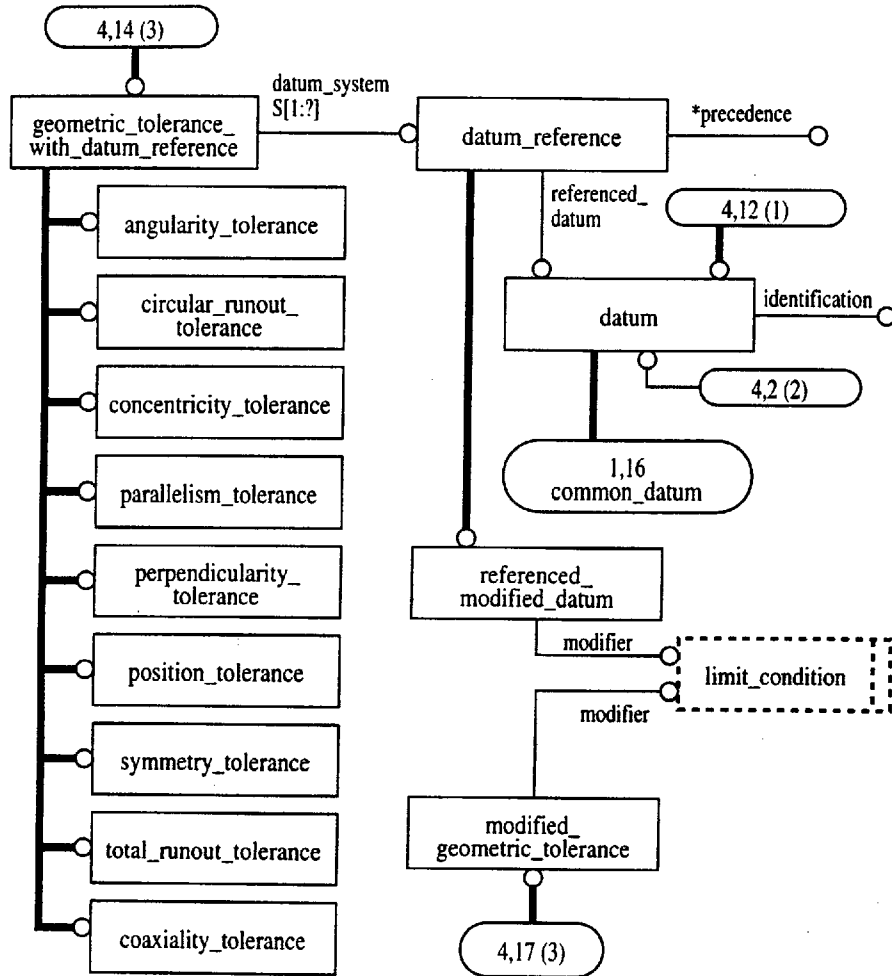 4,14 (3)
datum_system
S[1:?]
geometric_tolerance_
with_datum_reference
datum_reference
*precedence
angularity_tolerance
referenced_
datum
4,12 (1)
circular_runout_
tolerance
datum
identification
concentricity_tolerance
4,2 (2)
parallelism_tolerance
1,16
common_datum
perpendicularity_
tolerance
referenced_
modified_datum
modifier
position_tolerance
limit_condition
modifier
symmetry_tolerance
total_runout_tolerance
modified_
geometric_tolerance
coaxiality_tolerance
4,17 (3)